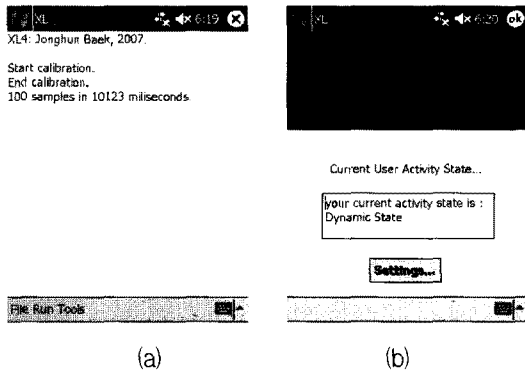 XL 6:19
XL4: Jonghun Baek, 2007.
Start calibration.
End calibration.
100 samples in 10123 miliseconds
File Run Tools
(a)
XL 6:20 ok
Current User Activity State...
your current activity state is :
Dynamic State
Settings...
(b)